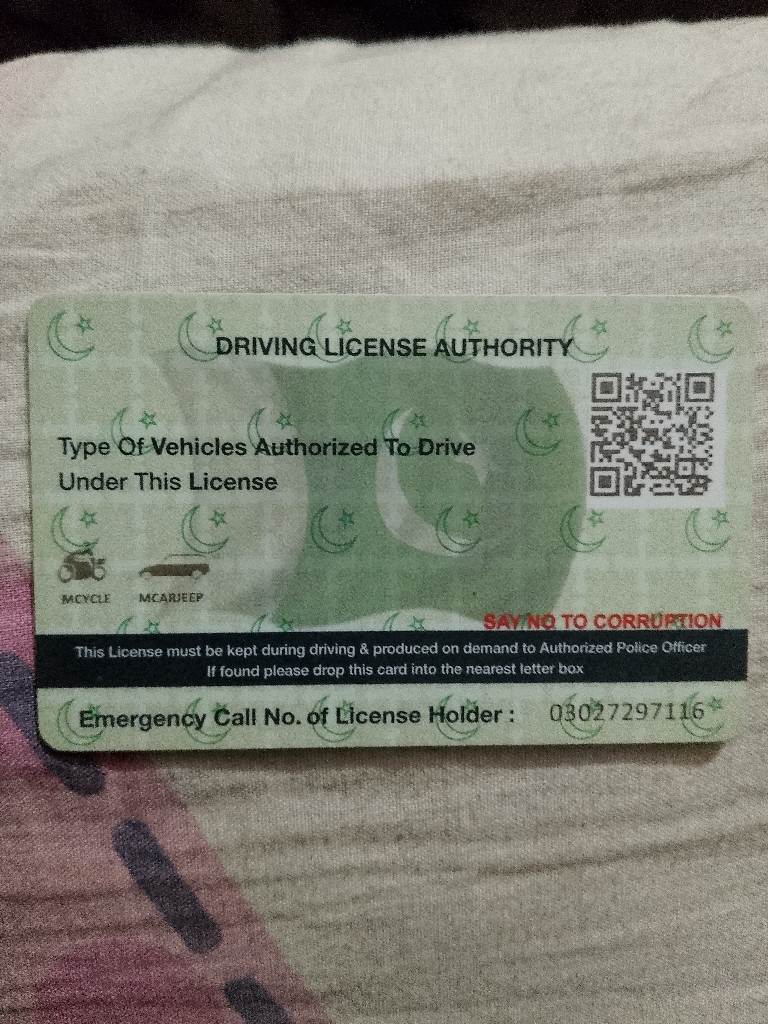 DRIVING LICENSE AUTHORITY
Type Of Vehicles Authorized To Drive
Under This License
MCYCLE MCARJEEP
SAY NO TO CORRUPTION
This License must be kept during driving & produced on demand to Authorized Police Officer
If found please drop this card into the nearest letter box
Emergency Call No. of License Holder : 03027297116